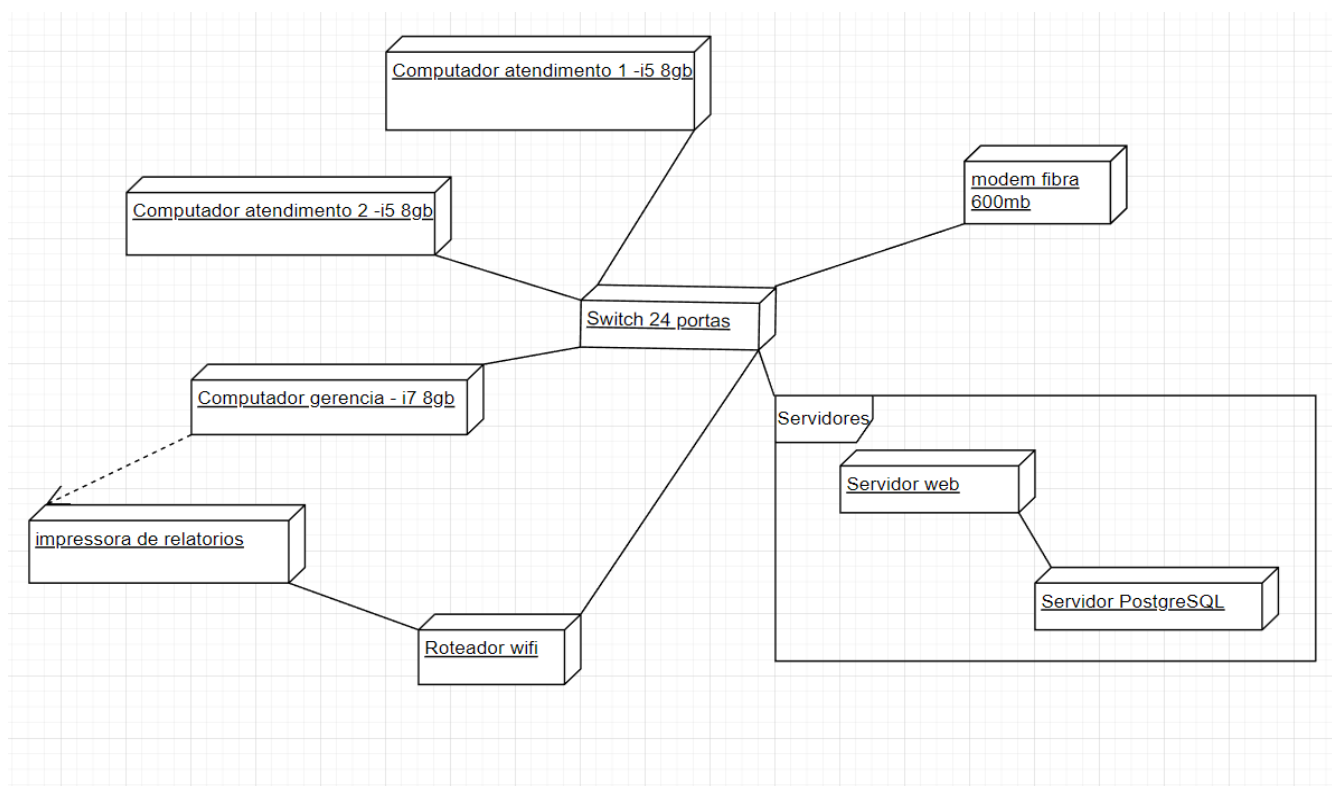 Computador atendimento 1 -i5 8gb
modem fibra
600mb
Computador atendimento 2 -i5 8gb
Switch 24 portas
Computador gerencia - i7 8gb
Servidores
Servidor web
impressora de relatorios
Servidor PostgreSQL
Roteador wifi